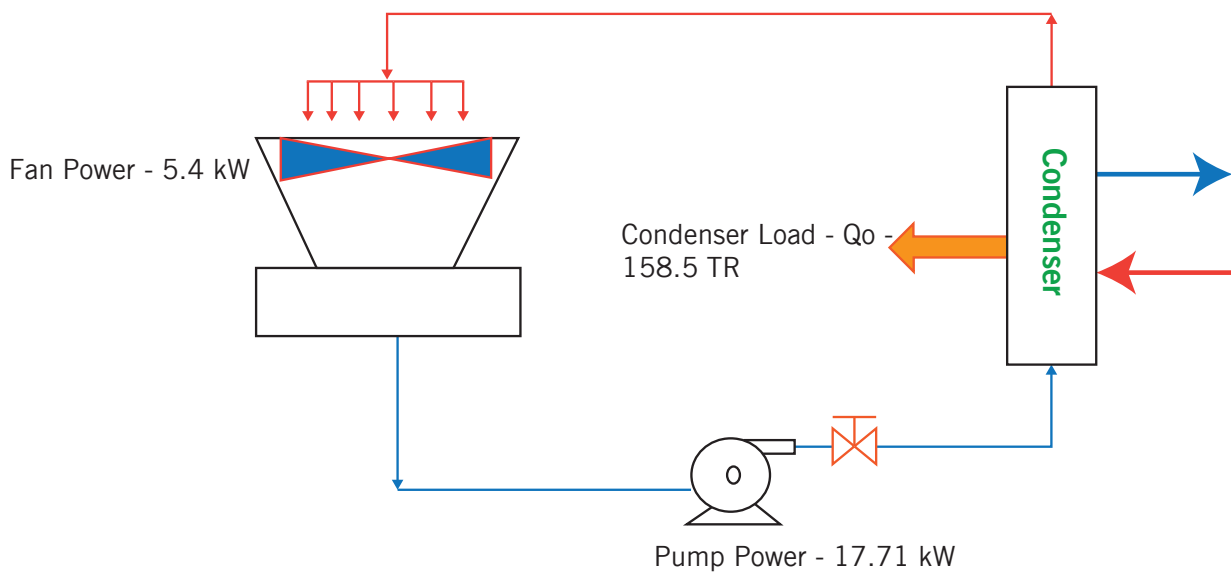 Fan Power - 5.4 kW
Condenser Load - Qo -
158.5 TR
Condenser
Pump Power - 17.71 kW